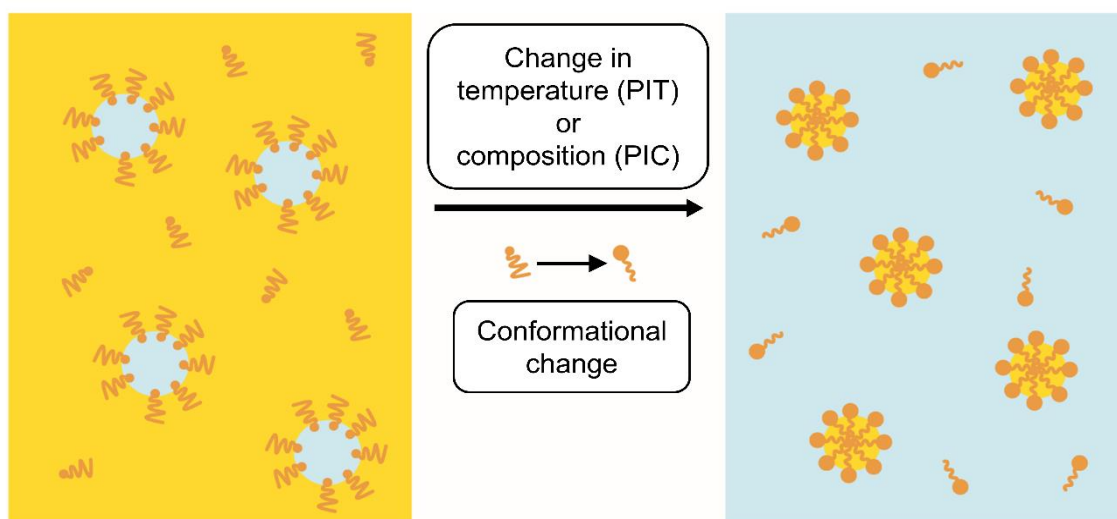 Change in
temperature (PIT)
or
composition (PIC)
Conformational
change